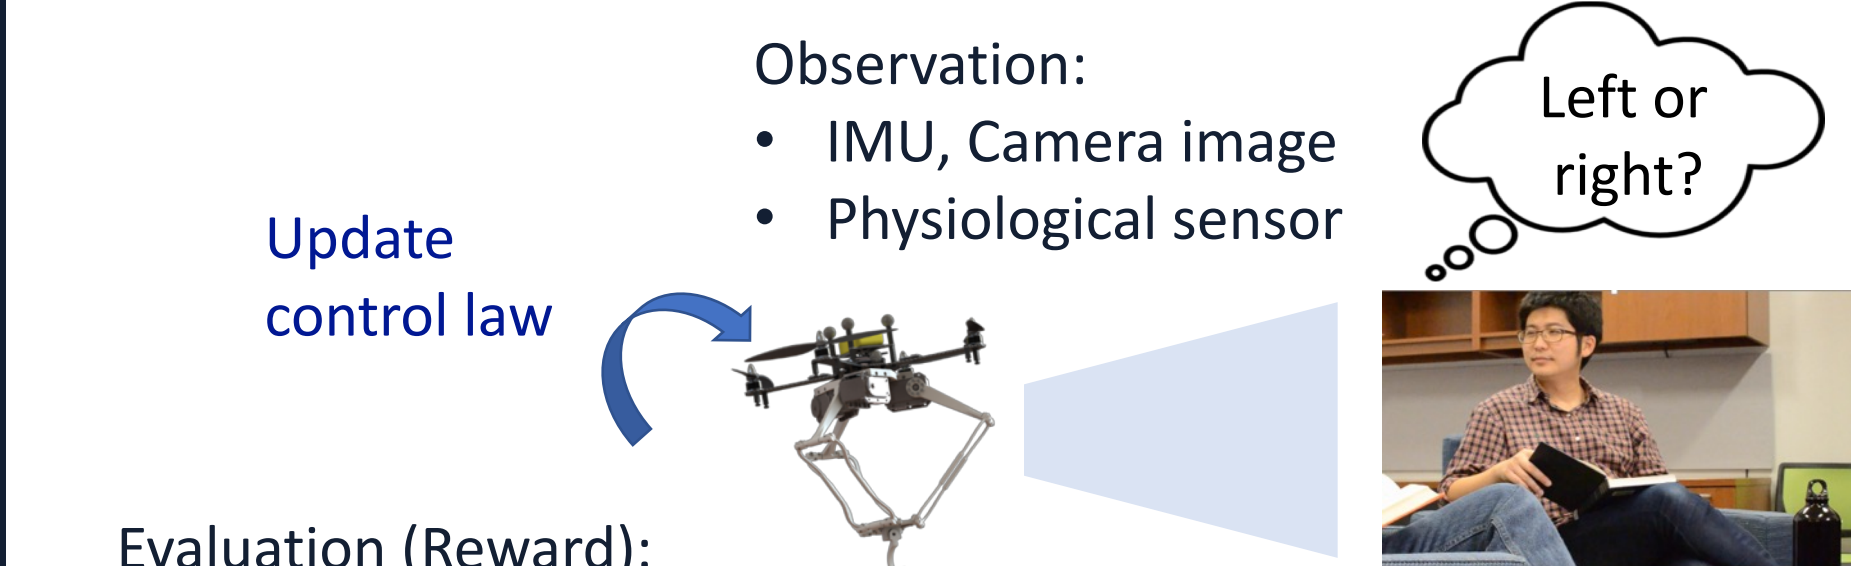 Observation:
• IMU, Camera image
• Physiological sensor
Left or
right?
Update
control law
Evaluation (Reward):